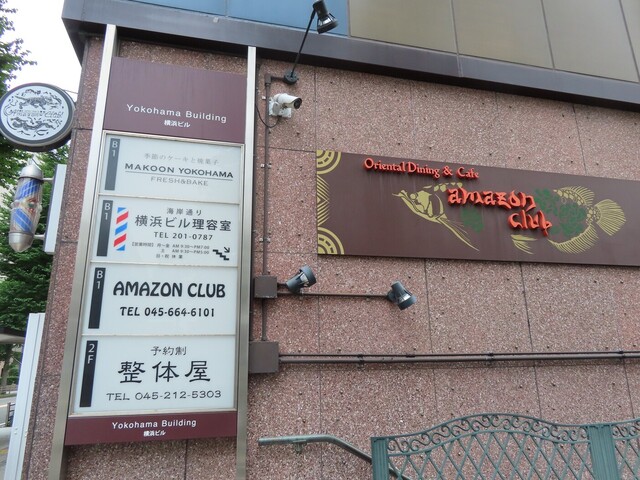 Yokohama Building
横浜ビル
B1
季節のケーキと焼菓子
MAKOON YOKOHAMA
FRESH&BAKE
B1
海岸通り
横浜ビル理容室
TEL 201-0787
B1
AMAZON CLUB
TEL 045-664-6101
2F
予約制
整体屋
TEL 045-212-5303
Yokohama Building
横浜ビル
Oriental Dining & Cafe
amazon
club